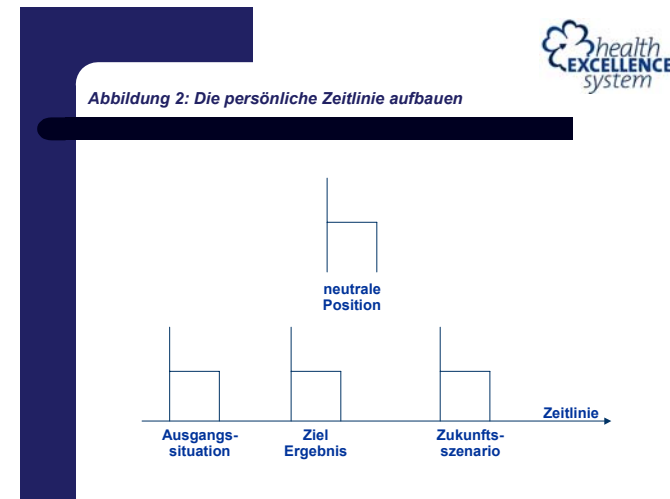 health
EXCELLENCE
system
Abbildung 2: Die persönliche Zeitlinie aufbauen
neutrale
Position
Zeitlinie
Ausgangs-
situation
Ziel
Ergebnis
Zukunfts-
szenario